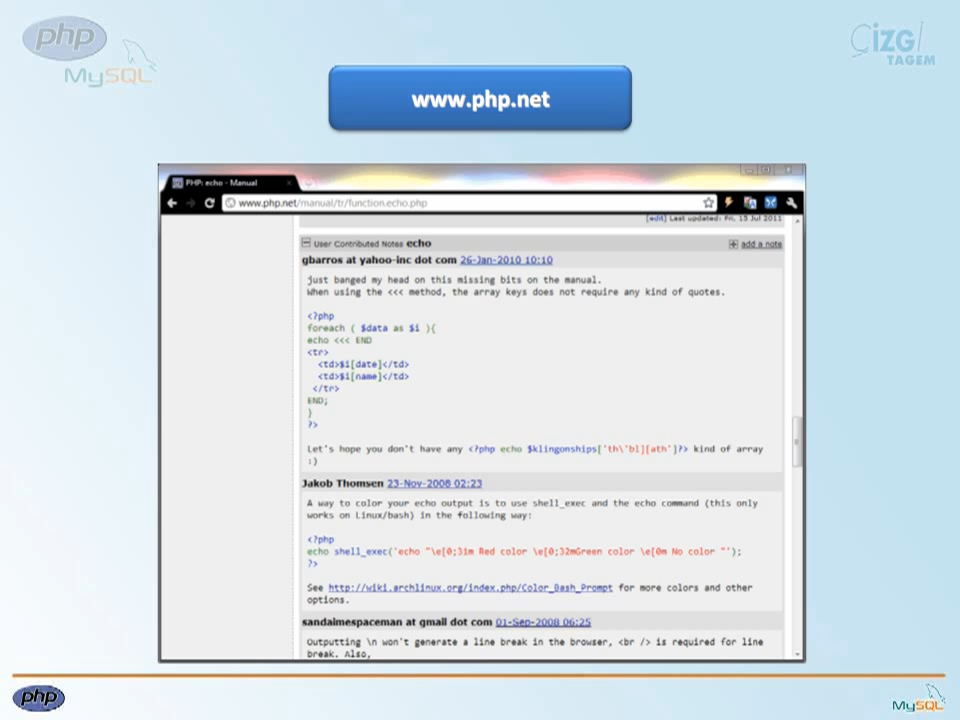 php
MySQL
Çizgi
TAGEM
www.php.net
PHP: echo - Manual
www.php.net/manual/tr/function.echo.php
[edit] Last updated: Fri, 15 Jul 2011
User Contributed Notes echo
add a note
gbarros at yahoo-inc dot com 26-Jan-2010 10:10
just banged my head on this missing bits on the manual.
When using the <<< method, the array keys does not require any kind of quotes.
<?php
foreach ( $data as $i ){
echo <<< END
<tr>
<td>$i[date]</td>
<td>$i[name]</td>
</tr>
END;
}
?>
Let's hope you don't have any <?php echo $klingonships['th\'bl][ath']?> kind of array
:)
Jakob Thomsen 23-Nov-2008 02:23
A way to color your echo output is to use shell_exec and the echo command (this only
works on Linux/bash) in the following way:
<?php
echo shell_exec('echo "\e[0;31m Red color \e[0;32mGreen color \e[0m No color "');
?>
See http://wiki.archlinux.org/index.php/Color_Bash_Prompt for more colors and other
options.
sandaimespaceman at gmail dot com 01-Sep-2008 06:25
Outputting \n won't generate a line break in the browser, <br /> is required for line
break. Also,
php
MySQL